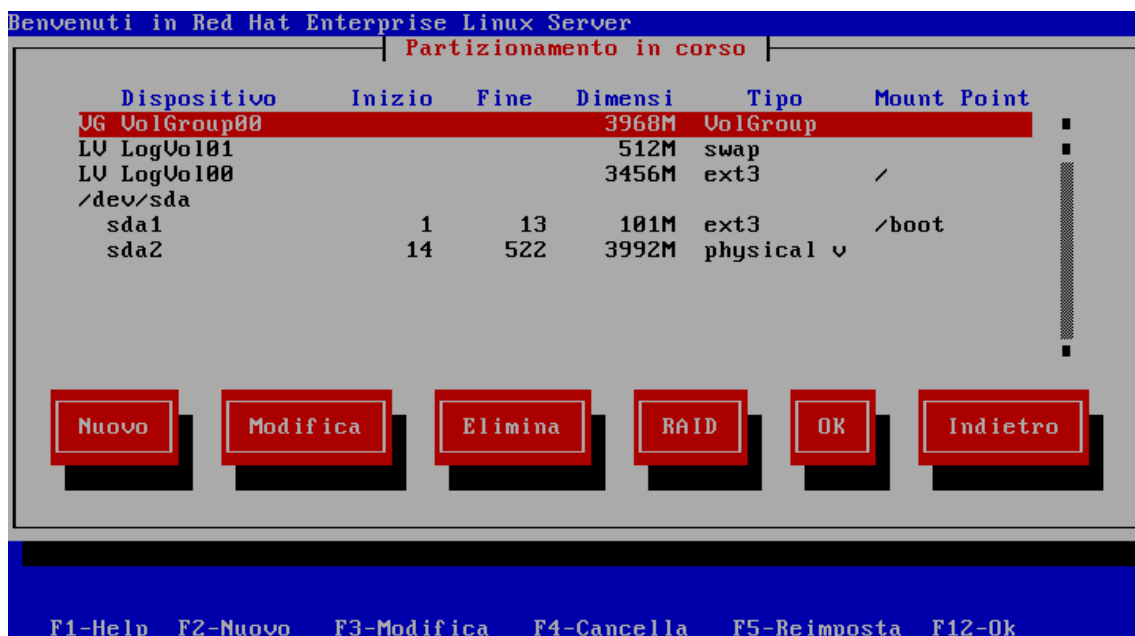 Benvenuti in Red Hat Enterprise Linux Server
Partizionamento in corso
Dispositivo Inizio Fine Dimensi Tipo Mount Point
VG VolGroup00 3968M VolGroup
LV LogVol01 512M swap
LV LogVol00 3456M ext3 /
/dev/sda
sda1 1 13 101M ext3 /boot
sda2 14 522 3992M physical v
Nuovo Modifica Elimina RAID OK Indietro
F1-Help F2-Nuovo F3-Modifica F4-Cancella F5-Reimposta F12-Ok